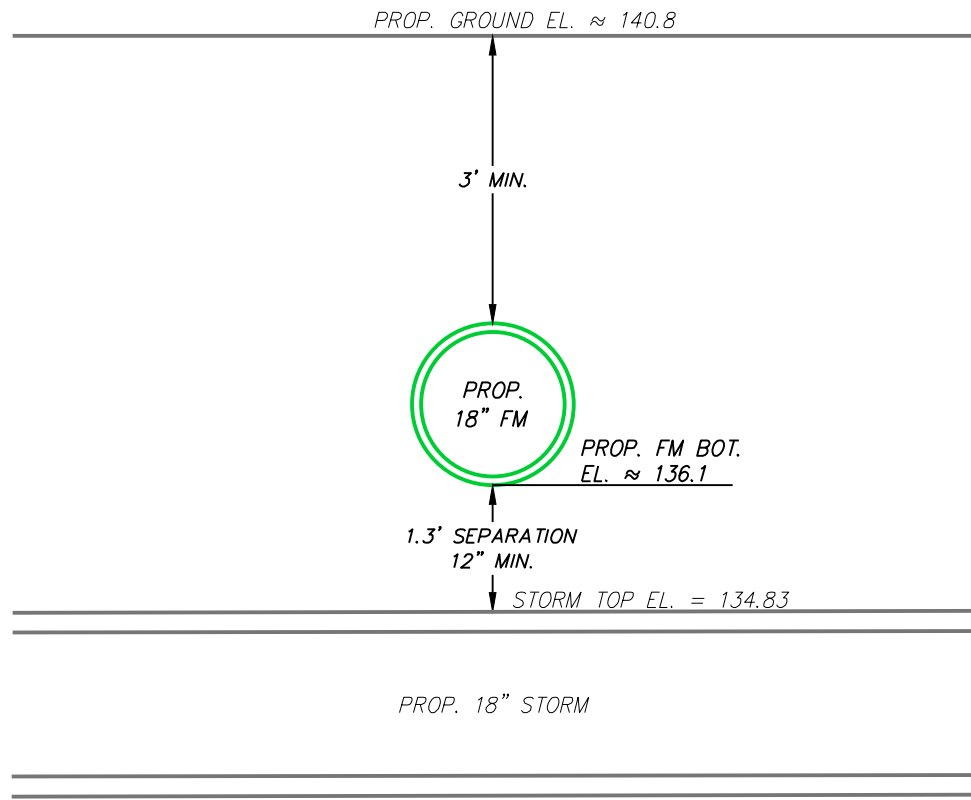 PROP. GROUND EL. ≈ 140.8
3' MIN.
PROP.
18" FM
PROP. FM BOT.
EL. ≈ 136.1
1.3' SEPARATION
12" MIN.
STORM TOP EL. = 134.83
PROP. 18" STORM